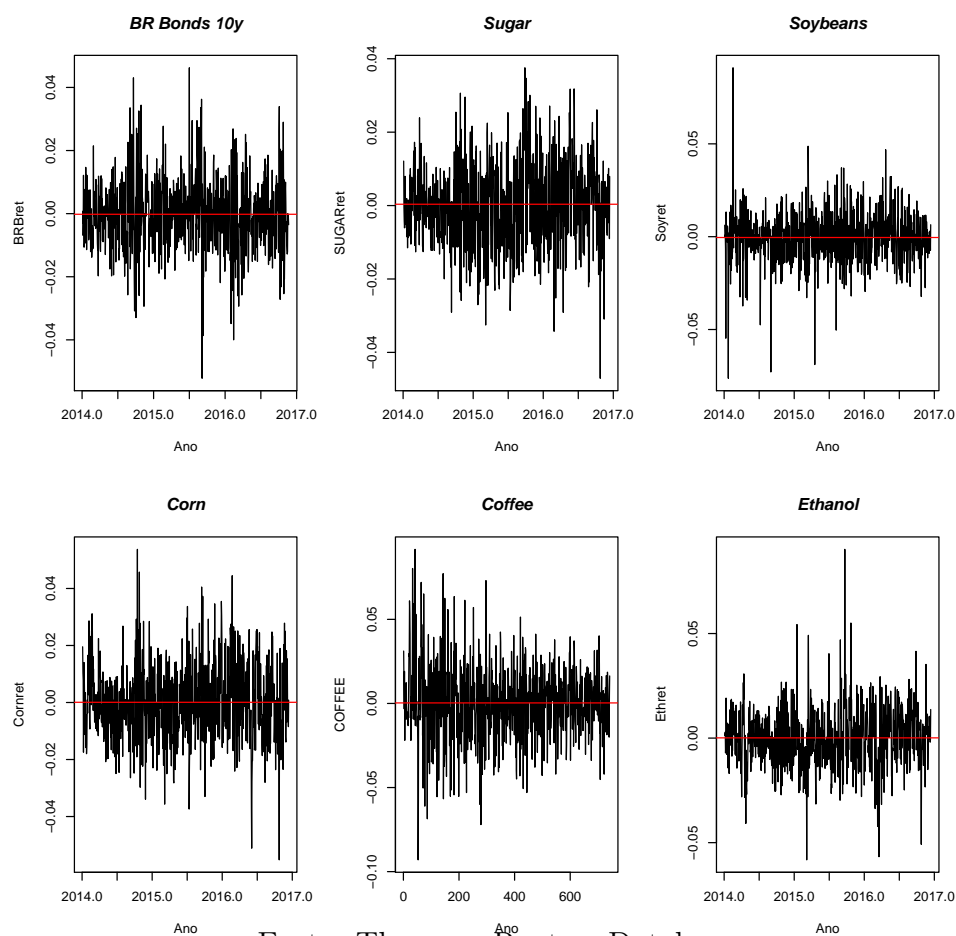 BR Bonds 10y
BRBret
0.04
0.02
0.00
−0.02
−0.04
2014.0 2015.0 2016.0 2017.0
Ano
Sugar
SUGARret
0.04
0.02
0.00
−0.02
−0.04
2014.0 2015.0 2016.0 2017.0
Ano
Soybeans
Soyret
0.05
0.00
−0.05
2014.0 2015.0 2016.0 2017.0
Ano
Corn
Cornret
0.04
0.02
0.00
−0.02
−0.04
2014.0 2015.0 2016.0 2017.0
Ano
Coffee
COFFEE
0.05
0.00
−0.05
−0.10
0 200 400 600
Ano
Ethanol
Ethret
0.05
0.00
−0.05
2014.0 2015.0 2016.0 2017.0
Ano